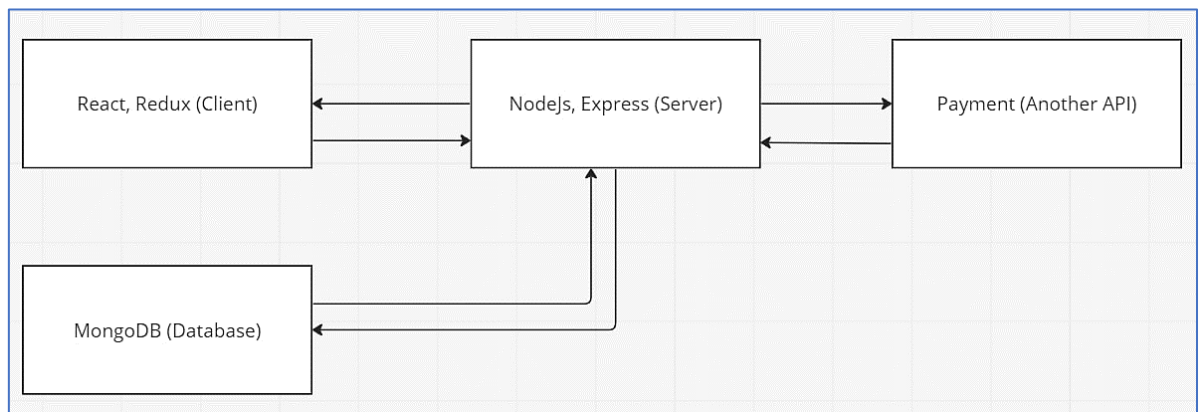 React, Redux (Client)
NodeJs, Express (Server)
Payment (Another API)
MongoDB (Database)